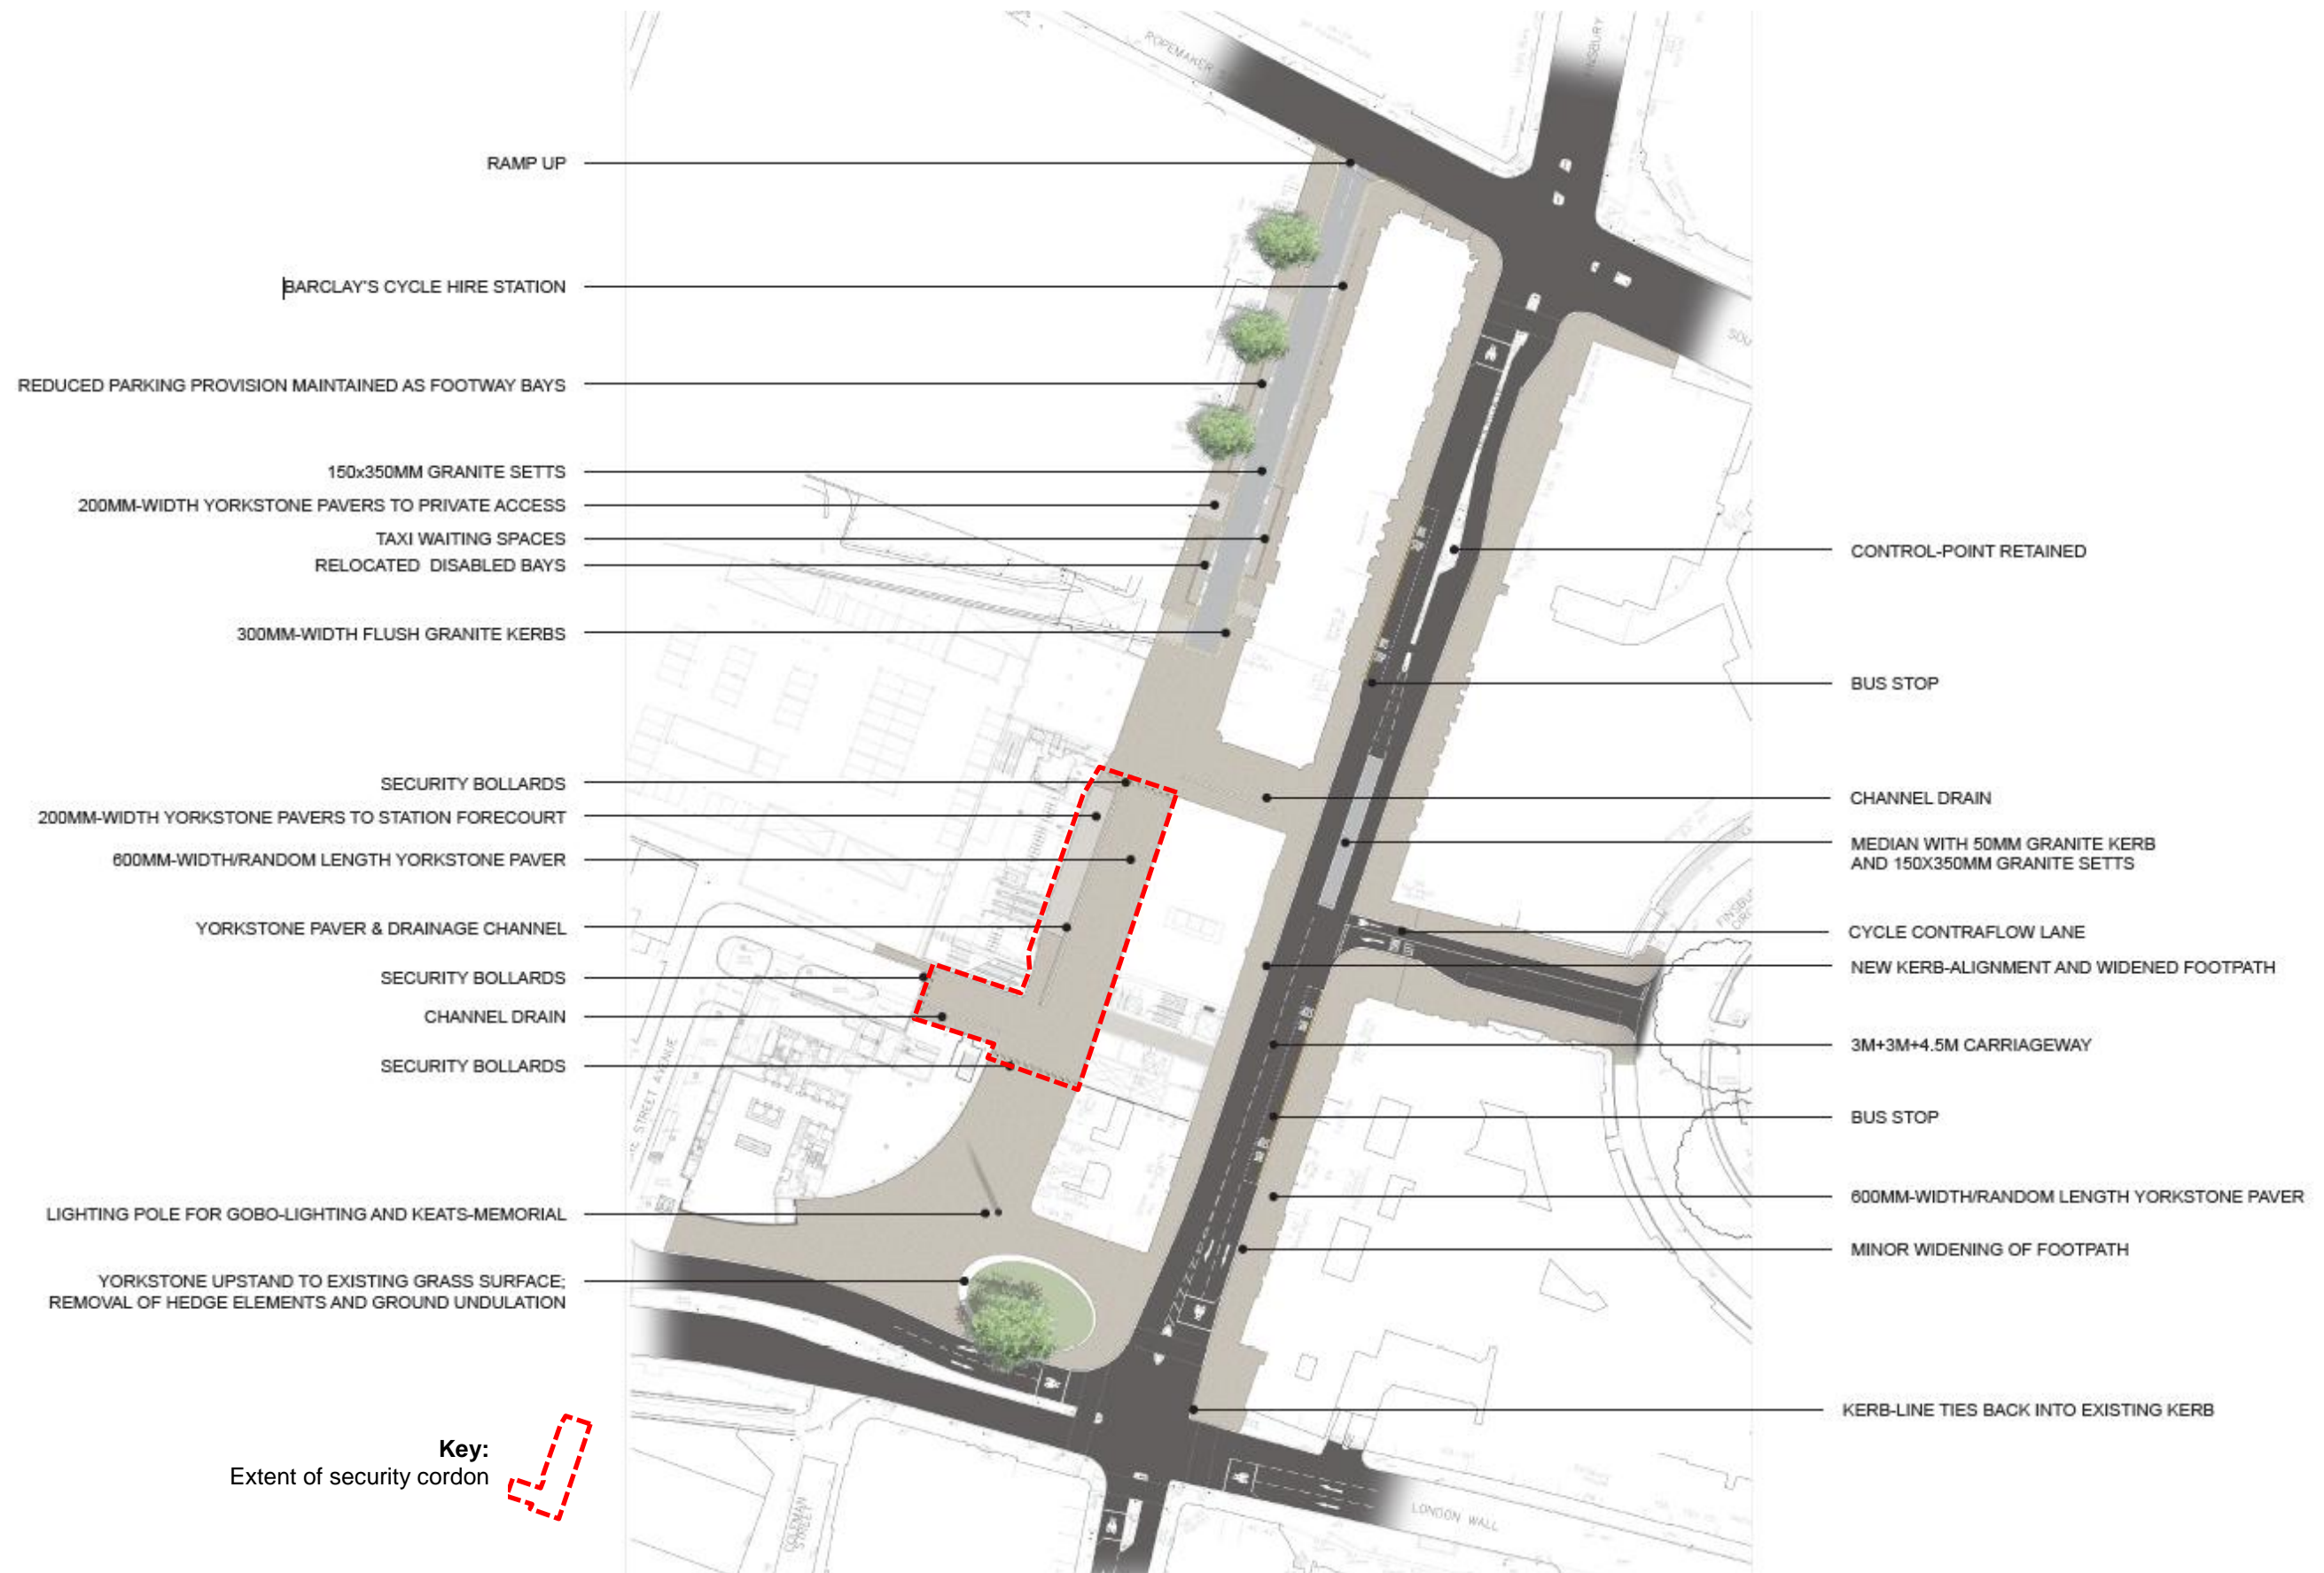 ROPEMAKER
FINSBURY
RAMP UP
BARCLAY'S CYCLE HIRE STATION
REDUCED PARKING PROVISION MAINTAINED AS FOOTWAY BAYS
150x350MM GRANITE SETTS
200MM-WIDTH YORKSTONE PAVERS TO PRIVATE ACCESS
TAXI WAITING SPACES
RELOCATED DISABLED BAYS
300MM-WIDTH FLUSH GRANITE KERBS
SECURITY BOLLARDS
200MM-WIDTH YORKSTONE PAVERS TO STATION FORECOURT
600MM-WIDTH/RANDOM LENGTH YORKSTONE PAVER
YORKSTONE PAVER & DRAINAGE CHANNEL
SECURITY BOLLARDS
CHANNEL DRAIN
SECURITY BOLLARDS
LIGHTING POLE FOR GOBO-LIGHTING AND KEATS-MEMORIAL
YORKSTONE UPSTAND TO EXISTING GRASS SURFACE;
REMOVAL OF HEDGE ELEMENTS AND GROUND UNDULATION
Key:
Extent of security cordon
SOU
CONTROL-POINT RETAINED
BUS STOP
CHANNEL DRAIN
MEDIAN WITH 50MM GRANITE KERB
AND 150X350MM GRANITE SETTS
CYCLE CONTRAFLOW LANE
NEW KERB-ALIGNMENT AND WIDENED FOOTPATH
3M+3M+4.5M CARRIAGEWAY
BUS STOP
600MM-WIDTH/RANDOM LENGTH YORKSTONE PAVER
MINOR WIDENING OF FOOTPATH
KERB-LINE TIES BACK INTO EXISTING KERB
STREET AVENUE
COLEMAN
STREET
LONDON WALL